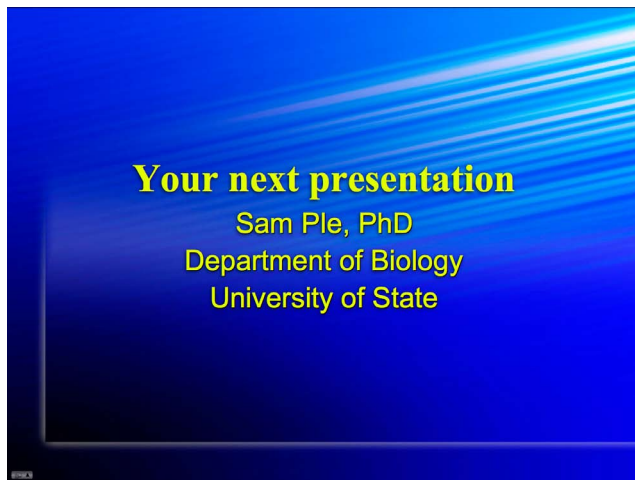 Your next presentation
Sam Ple, PhD
Department of Biology
University of State